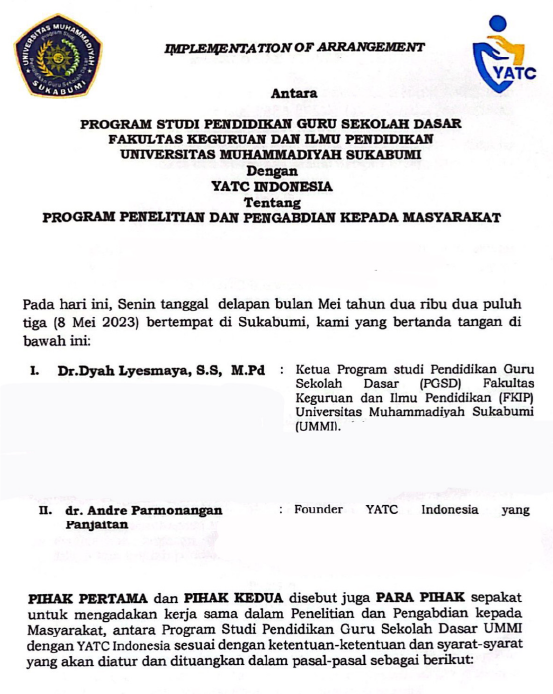 UNIVERSITAS MUHAMMADIYAH
SUKABUMI
YATC
IMPLEMENTATION OF ARRANGEMENT
Antara
PROGRAM STUDI PENDIDIKAN GURU SEKOLAH DASAR
FAKULTAS KEGURUAN DAN ILMU PENDIDIKAN
UNIVERSITAS MUHAMMADIYAH SUKABUMI
Dengan
YATC INDONESIA
Tentang
PROGRAM PENELITIAN DAN PENGABDIAN KEPADA MASYARAKAT
Pada hari ini, Senin tanggal delapan bulan Mei tahun dua ribu dua puluh
tiga (8 Mei 2023) bertempat di Sukabumi, kami yang bertanda tangan di
bawah ini:
I. Dr.Dyah Lyesmaya, S.S, M.Pd : Ketua Program studi Pendidikan Guru
Sekolah Dasar (PGSD) Fakultas
Keguruan dan Ilmu Pendidikan (FKIP)
Universitas Muhammadiyah Sukabumi
(UMMI).
II. dr. Andre Parmonangan : Founder YATC Indonesia yang
Panjaitan
PIHAK PERTAMA dan PIHAK KEDUA disebut juga PARA PIHAK sepakat
untuk mengadakan kerja sama dalam Penelitian dan Pengabdian kepada
Masyarakat, antara Program Studi Pendidikan Guru Sekolah Dasar UMMI
dengan YATC Indonesia sesuai dengan ketentuan-ketentuan dan syarat-syarat
yang akan diatur dan dituangkan dalam pasal-pasal sebagai berikut: